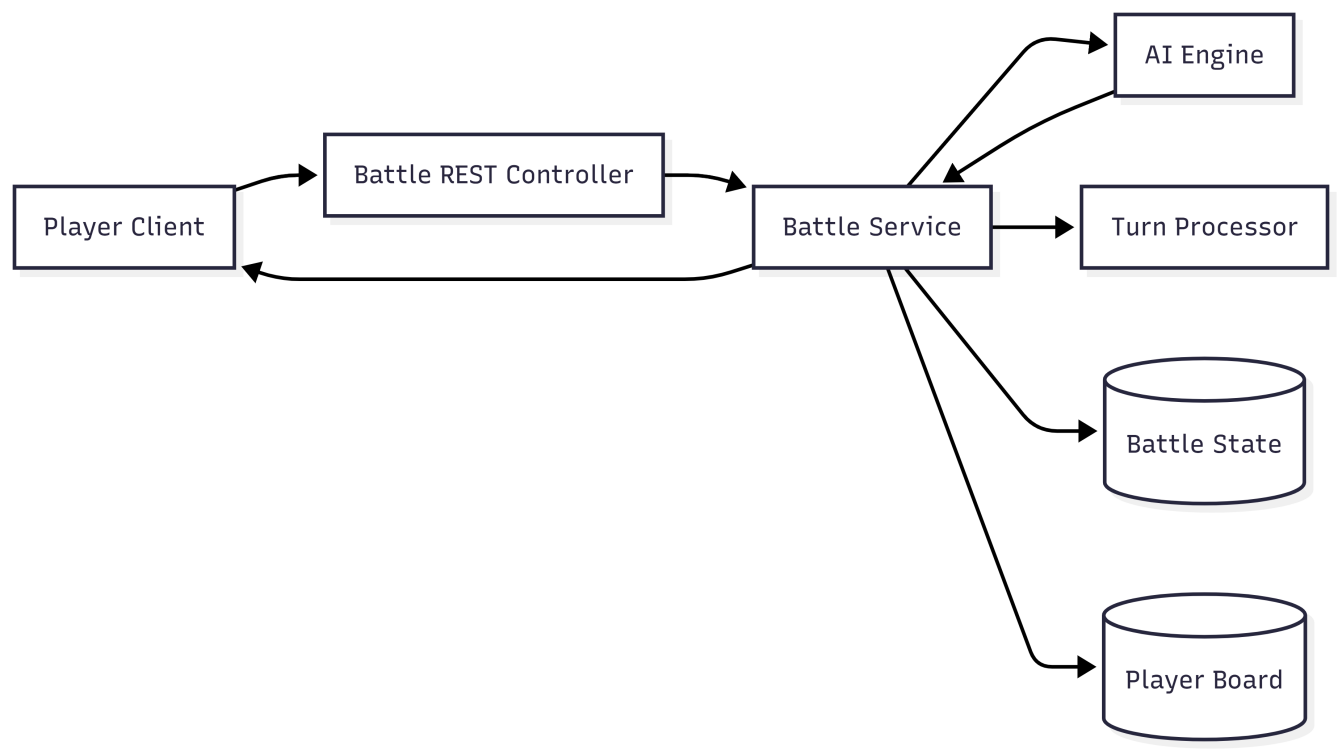 AI Engine
Battle REST Controller
Player Client
Battle Service
Turn Processor
Battle State
Player Board